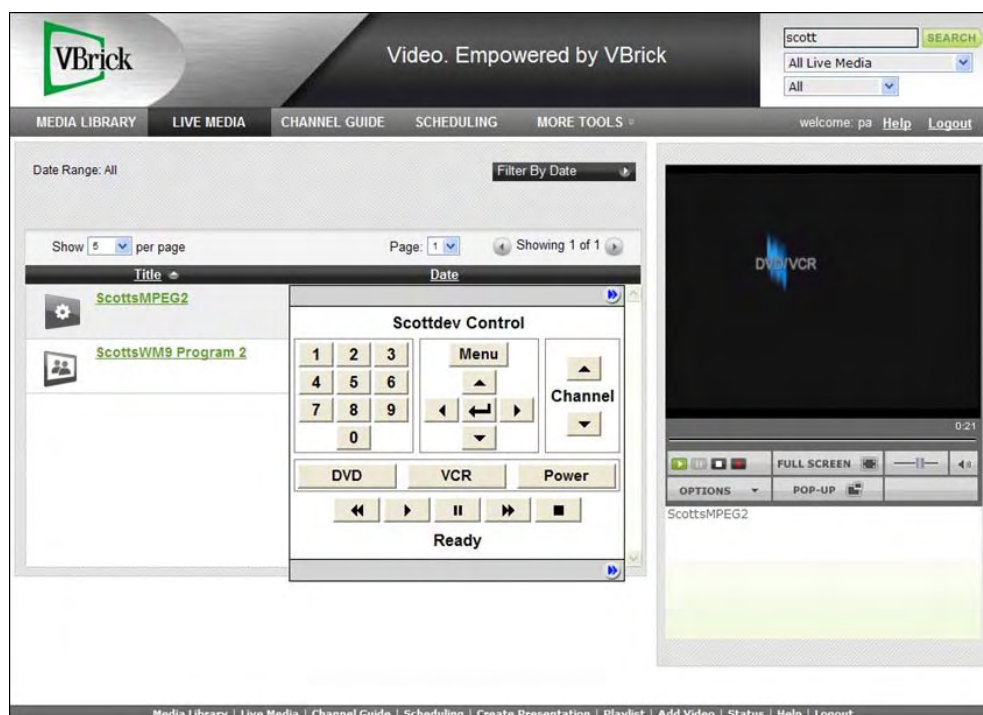 VBrick
Video. Empowered by VBrick
scott
SEARCH
All Live Media
All
MEDIA LIBRARY LIVE MEDIA CHANNEL GUIDE SCHEDULING MORE TOOLS
welcome: pa Help Logout
Date Range: All
Filter By Date
Show 5 per page
Page: 1
Showing 1 of 1
Title Date
ScottsMPEG2
ScottsWM9 Program 2
Scottdev Control
1 2 3
4 5 6
7 8 9
0
Menu
Channel
DVD VCR Power
Ready
DVD/VCR
0:21
FULL SCREEN
OPTIONS POP-UP
ScottsMPEG2
Media Library | Live Media | Channel Guide | Scheduling | Create Presentation | Playlist | Add Video | Status | Help | Logout